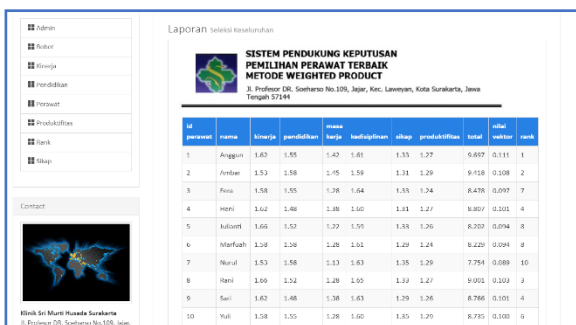 Admin
Bobot
Kinerja
Pendidikan
Perawat
Produktifitas
Rank
Sikap
Contact
Klinik Sri Murti Husada Surakarta
Jl. Profesor DR. Soeharso No.109, Jajar,
Laporan Seleksi Keseluruhan
SISTEM PENDUKUNG KEPUTUSAN
PEMILIHAN PERAWAT TERBAIK
METODE WEIGHTED PRODUCT
Jl. Profesor DR. Soeharso No.109, Jajar, Kec. Laweyan, Kota Surakarta, Jawa
Tengah 57144
id perawat nama kinerja pendidikan masa kerja kedisiplinan sikap produktifitas total nilai vektor rank
1 Anggun 1.62 1.55 1.42 1.61 1.33 1.27 9.697 0.111 1
2 Ambar 1.53 1.58 1.45 1.59 1.31 1.29 9.418 0.108 2
3 Fera 1.58 1.55 1.28 1.64 1.33 1.24 8.478 0.097 7
4 Hani 1.62 1.48 1.38 1.60 1.31 1.27 8.807 0.101 4
5 Julianti 1.66 1.52 1.22 1.59 1.33 1.26 8.202 0.094 8
6 Marfuah 1.58 1.58 1.28 1.61 1.29 1.24 8.229 0.094 8
7 Nurul 1.53 1.58 1.13 1.63 1.35 1.29 7.754 0.089 10
8 Rani 1.66 1.52 1.28 1.65 1.33 1.27 9.001 0.103 3
9 Sari 1.62 1.48 1.38 1.63 1.29 1.26 8.766 0.101 4
10 Yuli 1.58 1.55 1.28 1.60 1.35 1.29 8.735 0.100 6